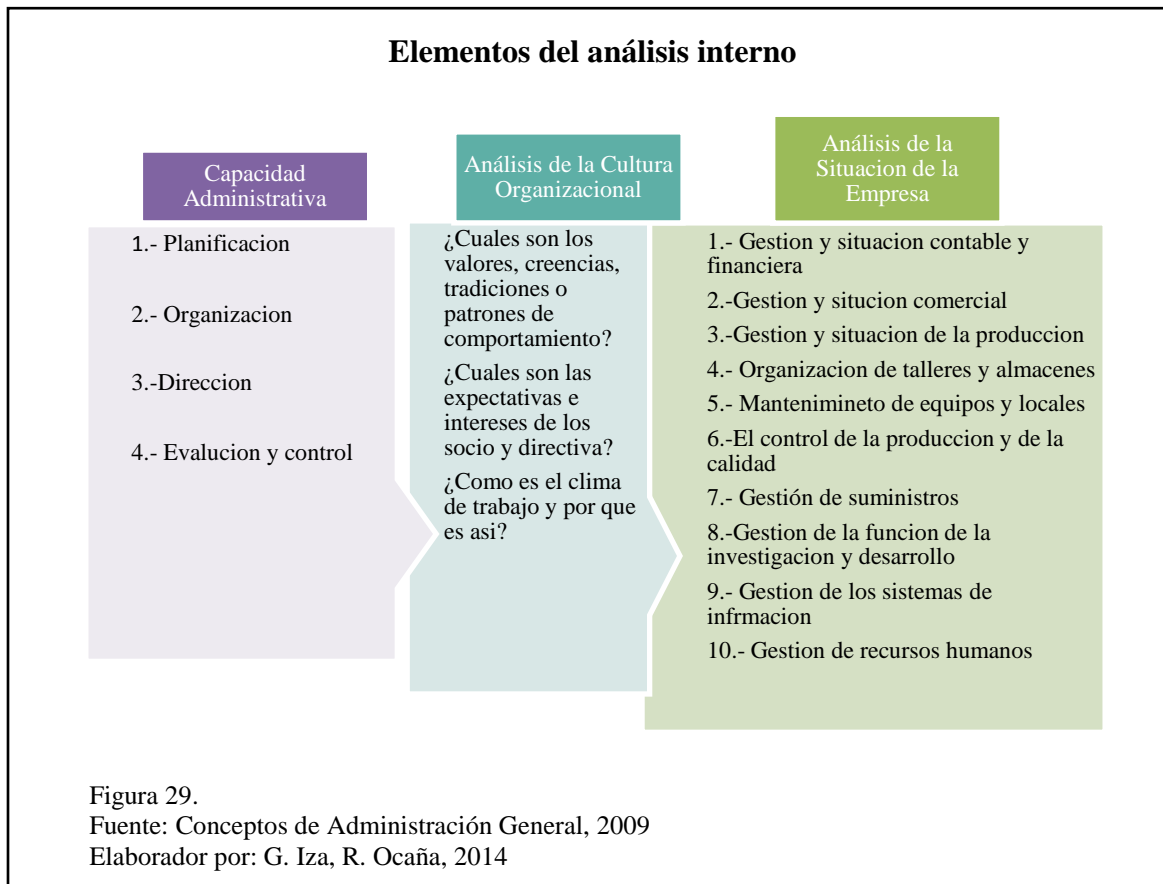 Elementos del análisis interno
Capacidad
Administrativa
1.- Planificacion
2.- Organizacion
3.-Direccion
4.- Evalucion y control
Análisis de la Cultura
Organizacional
¿Cuales son los
valores, creencias,
tradiciones o
patrones de
comportamiento?
¿Cuales son las
expectativas e
intereses de los
socio y directiva?
¿Como es el clima
de trabajo y por que
es asi?
Análisis de la
Situacion de la
Empresa
1.- Gestion y situacion contable y
financiera
2.-Gestion y situcion comercial
3.-Gestion y situacion de la produccion
4.- Organizacion de talleres y almacenes
5.- Mantenimineto de equipos y locales
6.-El control de la produccion y de la
calidad
7.- Gestión de suministros
8.-Gestion de la funcion de la
investigacion y desarrollo
9.- Gestion de los sistemas de
infrmacion
10.- Gestion de recursos humanos
Figura 29.
Fuente: Conceptos de Administración General, 2009
Elaborador por: G. Iza, R. Ocaña, 2014